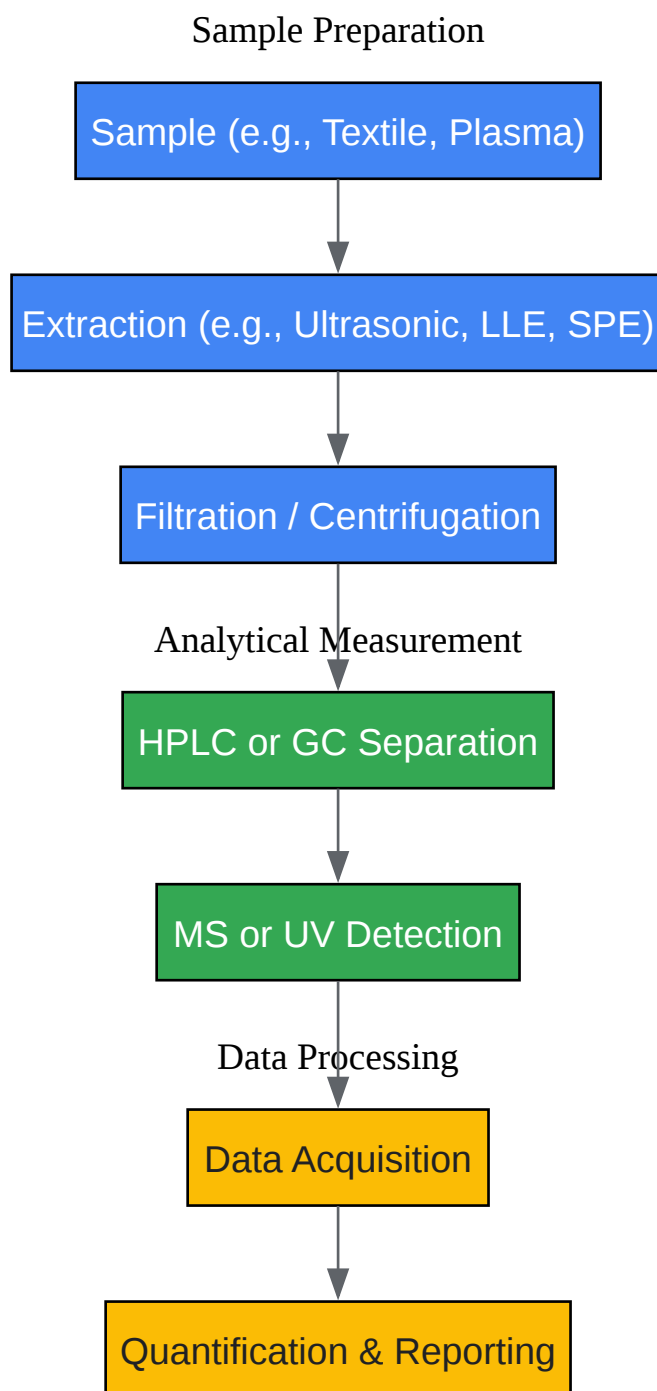 Sample Preparation
Sample (e.g., Textile, Plasma)
Extraction (e.g., Ultrasonic, LLE, SPE)
Filtration / Centrifugation
Analytical Measurement
HPLC or GC Separation
MS or UV Detection
Data Processing
Data Acquisition
Quantification & Reporting